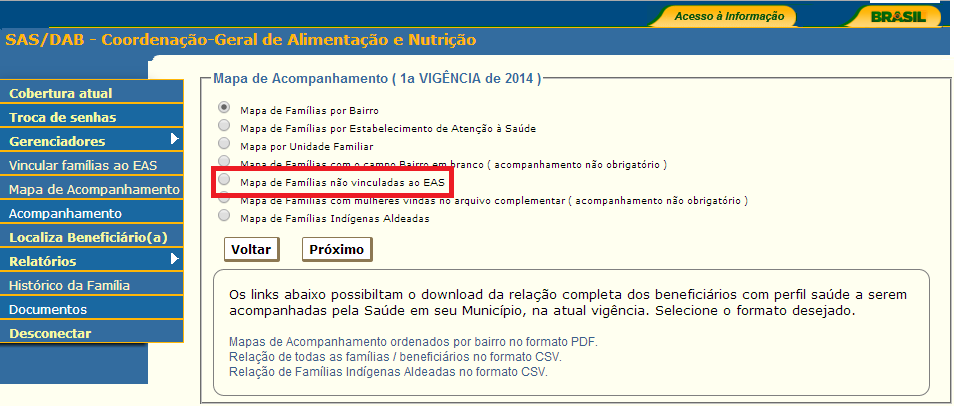 Acesso à Informação
BRASIL
SAS/DAB - Coordenação-Geral de Alimentação e Nutrição
Cobertura atual
Troca de senhas
Gerenciadores
Vincular famílias ao EAS
Mapa de Acompanhamento
Acompanhamento
Localiza Beneficiário(a)
Relatórios
Histórico da Família
Documentos
Desconectar
Mapa de Acompanhamento ( 1a VIGÊNCIA de 2014 )
Mapa de Famílias por Bairro
Mapa de Famílias por Estabelecimento de Atenção à Saúde
Mapa por Unidade Familiar
Mapa de Famílias com o campo Bairro em branco ( acompanhamento não obrigatório )
Mapa de Famílias não vinculadas ao EAS
Mapa de Famílias com mulheres vindas no arquivo complementar ( acompanhamento não obrigatório )
Mapa de Famílias Indígenas Aldeadas
Voltar
Próximo
Os links abaixo possibiltam o download da relação completa dos beneficiários com perfil saúde a serem
acompanhadas pela Saúde em seu Município, na atual vigência. Selecione o formato desejado.
Mapas de Acompanhamento ordenados por bairro no formato PDF.
Relação de todas as famílias / beneficiários no formato CSV.
Relação de Famílias Indígenas Aldeadas no formato CSV.